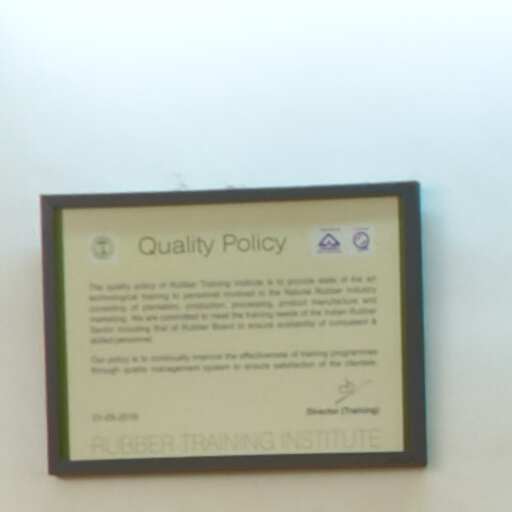 Quality Policy
The quality policy of Rubber Training Institute is to provide state of the art
technological training to personnel involved in the Natural Rubber Industry
consisting of plantation, production, processing, product manufacture and
marketing. We are committed to meet the training needs of the Indian Rubber
Sector including that of Rubber Board to ensure availability of competent &
skilled personnel.
Our policy is to continually improve the effectiveness of training programmes
through quality management system to ensure satisfaction of the clientele.
Director (Training)
RUBBER TRAINING INSTITUTE